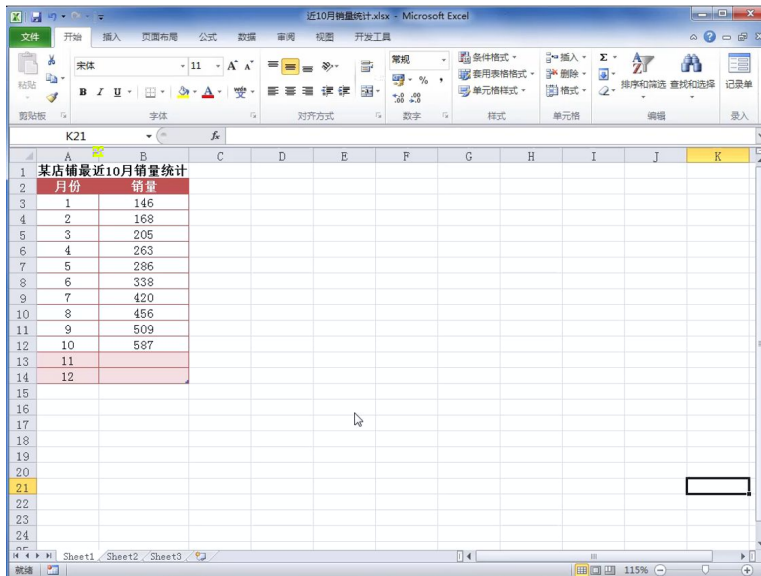 近10月销量统计.xlsx - Microsoft Excel
文件 开始 插入 页面布局 公式 数据 审阅 视图 开发工具
宋体 11 A A 常规 条件格式 插入 Σ
粘贴 B I U A 套用表格格式 删除 排序和筛选 查找和选择 记录单
% , 单元格样式 格式
剪贴板 字体 对齐方式 数字 样式 单元格 编辑 录入
K21 fx
A B C D E F G H I J K
1 某店铺最近10月销量统计
2 月份 销量
3 1 146
4 2 168
5 3 205
6 4 263
7 5 286
8 6 338
9 7 420
10 8 456
11 9 509
12 10 587
13 11
14 12
15
16
17
18
19
20
21
22
23
24
Sheet1 Sheet2 Sheet3
就绪 115%